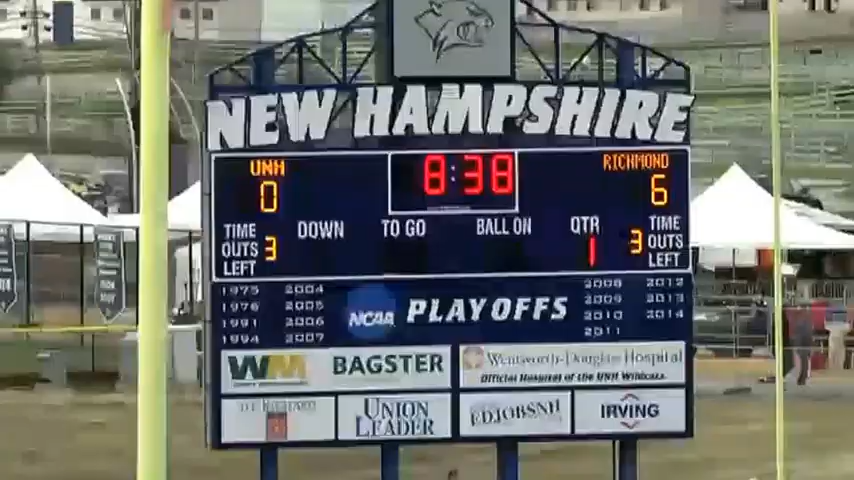 NEW HAMPSHIRE
UNH 8:38 RICHMOND
0 6
TIME OUTS LEFT 3 DOWN TO GO BALL ON QTR 1 3 TIME OUTS LEFT
1975 2004 2008 2012
1976 2005 2009 2013
1991 2006 2010 2014
1994 2007 2011
NCAA PLAYOFFS
WM BAGSTER Wentworth-Douglass Hospital
Official Hospital of the UNH Wildcats
UNION LEADER EDJOBSNH IRVING